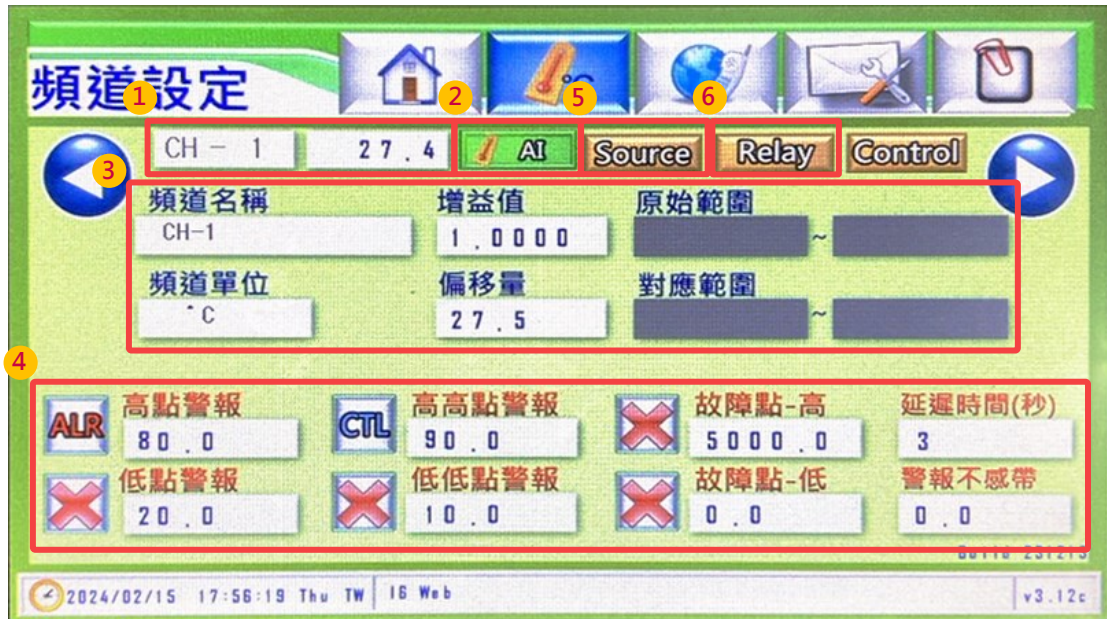 頻道設定
1
2
5
6
CH - 1
27.4
AI
Source
Relay
Control
3
頻道名稱
增益值
原始範圍
CH-1
1.0000
~
頻道單位
偏移量
對應範圍
°C
27.5
~
4
ALR
高點警報
CTL
高高點警報
故障點-高
延遲時間(秒)
80.0
90.0
5000.0
3
低點警報
低低點警報
故障點-低
警報不感帶
20.0
10.0
0.0
0.0
2024/02/15 17:56:19 Thu TW
IG Web
v3.12c